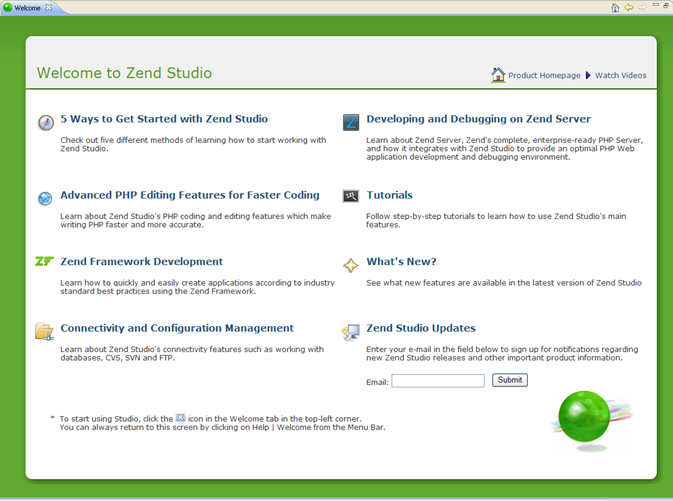 Welcome
Welcome to Zend Studio
Product Homepage
Watch Videos
5 Ways to Get Started with Zend Studio
Check out five different methods of learning how to start working with
Zend Studio.
Developing and Debugging on Zend Server
Learn about Zend Server, Zend's complete, enterprise-ready PHP Server,
and how it integrates with Zend Studio to provide an optimal PHP Web
application development and debugging environment.
Advanced PHP Editing Features for Faster Coding
Learn about Zend Studio's PHP coding and editing features which make
writing PHP faster and more accurate.
Tutorials
Follow step-by-step tutorials to learn how to use Zend Studio's main
features.
ZF
Zend Framework Development
Learn how to quickly and easily create applications according to industry
standard best practices using the Zend Framework.
What's New?
See what new features are available in the latest version of Zend Studio
Connectivity and Configuration Management
Learn about Zend Studio's connectivity features such as working with
databases, CVS, SVN and FTP.
Zend Studio Updates
Enter your e-mail in the field below to sign up for notifications regarding
new Zend Studio releases and other important product information.
Email:
Submit
* To start using Studio, click the icon in the Welcome tab in the top-left corner.
You can always return to this screen by clicking on Help | Welcome from the Menu Bar.